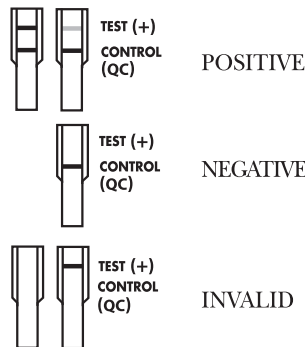 TEST (+)
CONTROL
(QC)
POSITIVE
TEST (+)
CONTROL
(QC)
NEGATIVE
TEST (+)
CONTROL
(QC)
INVALID